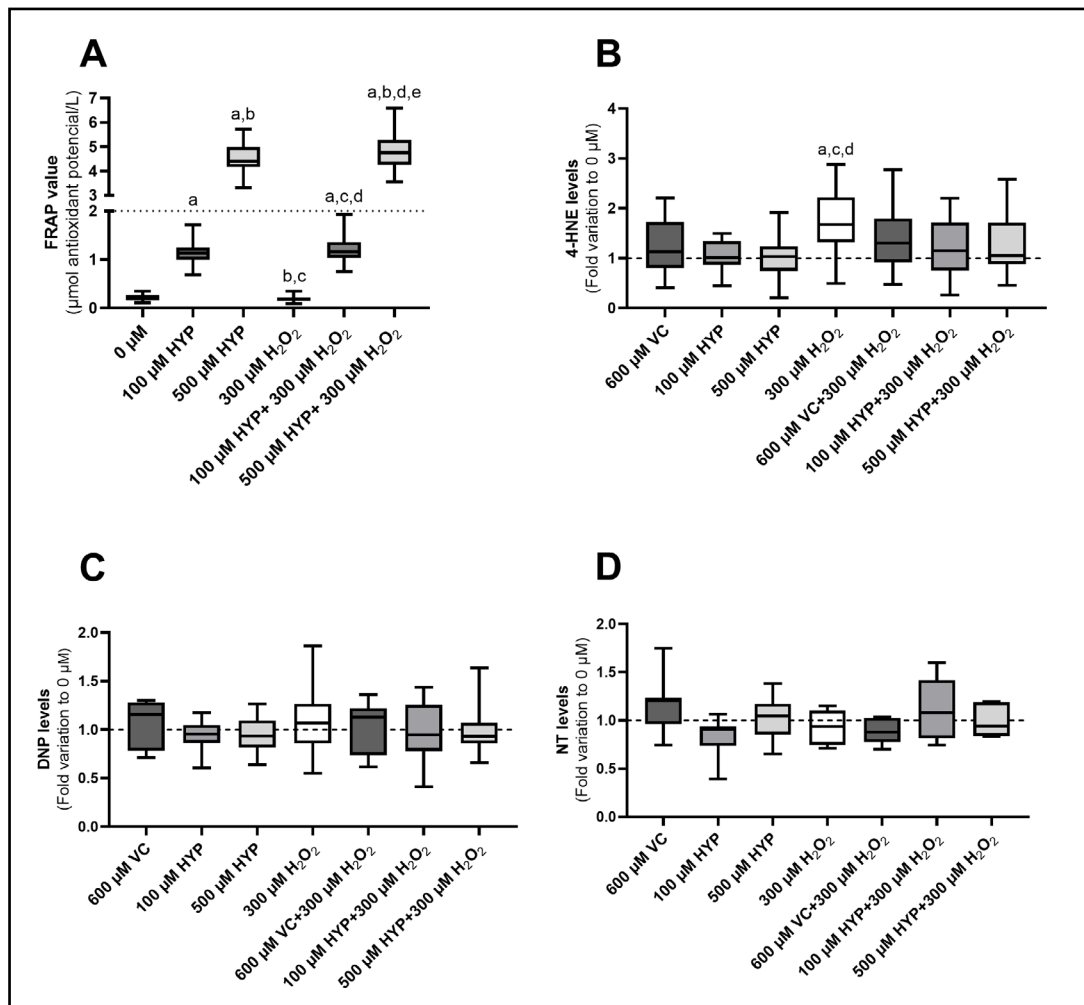 A
FRAP value
(µmol antioxidant potencial/L)
7
6
5
4
3
2
1
0
a
a,b
b,c
a,c,d
a,b,d,e
0 µM
100 µM HYP
500 µM HYP
300 µM H₂O₂
100 µM HYP+ 300 µM H₂O₂
500 µM HYP+ 300 µM H₂O₂
B
4-HNE levels
(Fold variation to 0 µM)
4
3
2
1
0
a,c,d
600 µM VC
100 µM HYP
500 µM HYP
300 µM H₂O₂
600 µM VC+300 µM H₂O₂
100 µM HYP+300 µM H₂O₂
500 µM HYP+300 µM H₂O₂
C
DNP levels
(Fold variation to 0 µM)
2.0
1.5
1.0
0.5
0.0
600 µM VC
100 µM HYP
500 µM HYP
300 µM H₂O₂
600 µM VC+300 µM H₂O₂
100 µM HYP+300 µM H₂O₂
500 µM HYP+300 µM H₂O₂
D
NT levels
(Fold variation to 0 µM)
2.0
1.5
1.0
0.5
0.0
600 µM VC
100 µM HYP
500 µM HYP
300 µM H₂O₂
600 µM VC+300 µM H₂O₂
100 µM HYP+300 µM H₂O₂
500 µM HYP+300 µM H₂O₂